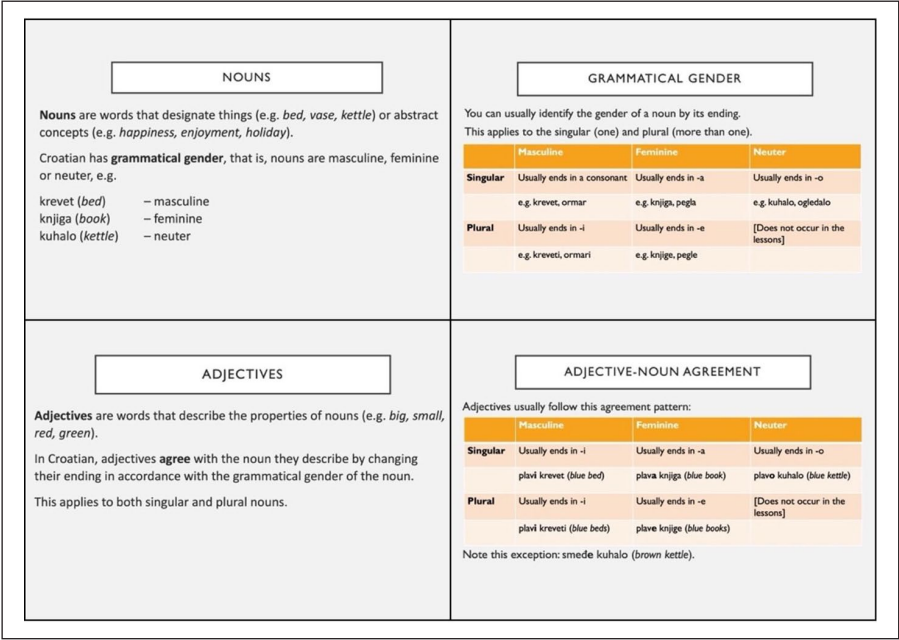 NOUNS
Nouns are words that designate things (e.g. bed, vase, kettle) or abstract
concepts (e.g. happiness, enjoyment, holiday).
Croatian has grammatical gender, that is, nouns are masculine, feminine
or neuter, e.g.
krevet (bed) – masculine
knjiga (book) – feminine
kuhalo (kettle) – neuter
GRAMMATICAL GENDER
You can usually identify the gender of a noun by its ending.
This applies to the singular (one) and plural (more than one).
Masculine Feminine Neuter
Singular Usually ends in a consonant Usually ends in -a Usually ends in -o
e.g. krevet, ormar e.g. knjiga, pegla e.g. kuhalo, ogledalo
Plural Usually ends in -i Usually ends in -e [Does not occur in the
lessons]
e.g. kreveti, ormari e.g. knjige, pegle
ADJECTIVES
Adjectives are words that describe the properties of nouns (e.g. big, small,
red, green).
In Croatian, adjectives agree with the noun they describe by changing
their ending in accordance with the grammatical gender of the noun.
This applies to both singular and plural nouns.
ADJECTIVE-NOUN AGREEMENT
Adjectives usually follow this agreement pattern:
Masculine Feminine Neuter
Singular Usually ends in -i Usually ends in -a Usually ends in -o
plavi krevet (blue bed) plava knjiga (blue book) plavo kuhalo (blue kettle)
Plural Usually ends in -i Usually ends in -e [Does not occur in the
lessons]
plavi kreveti (blue beds) plave knjige (blue books)
Note this exception: smeđe kuhalo (brown kettle).